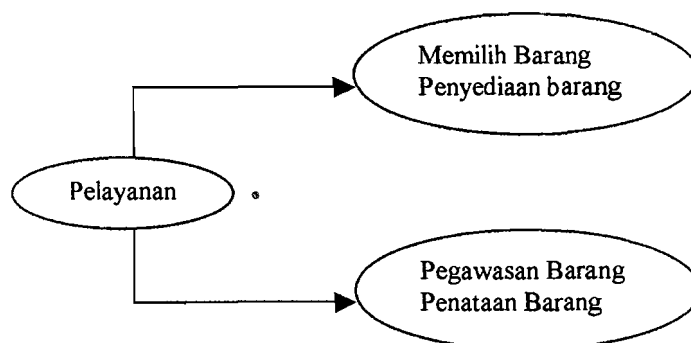 Memilih Barang
Penyediaan barang
Pelayanan
Pegawasan Barang
Penataan Barang